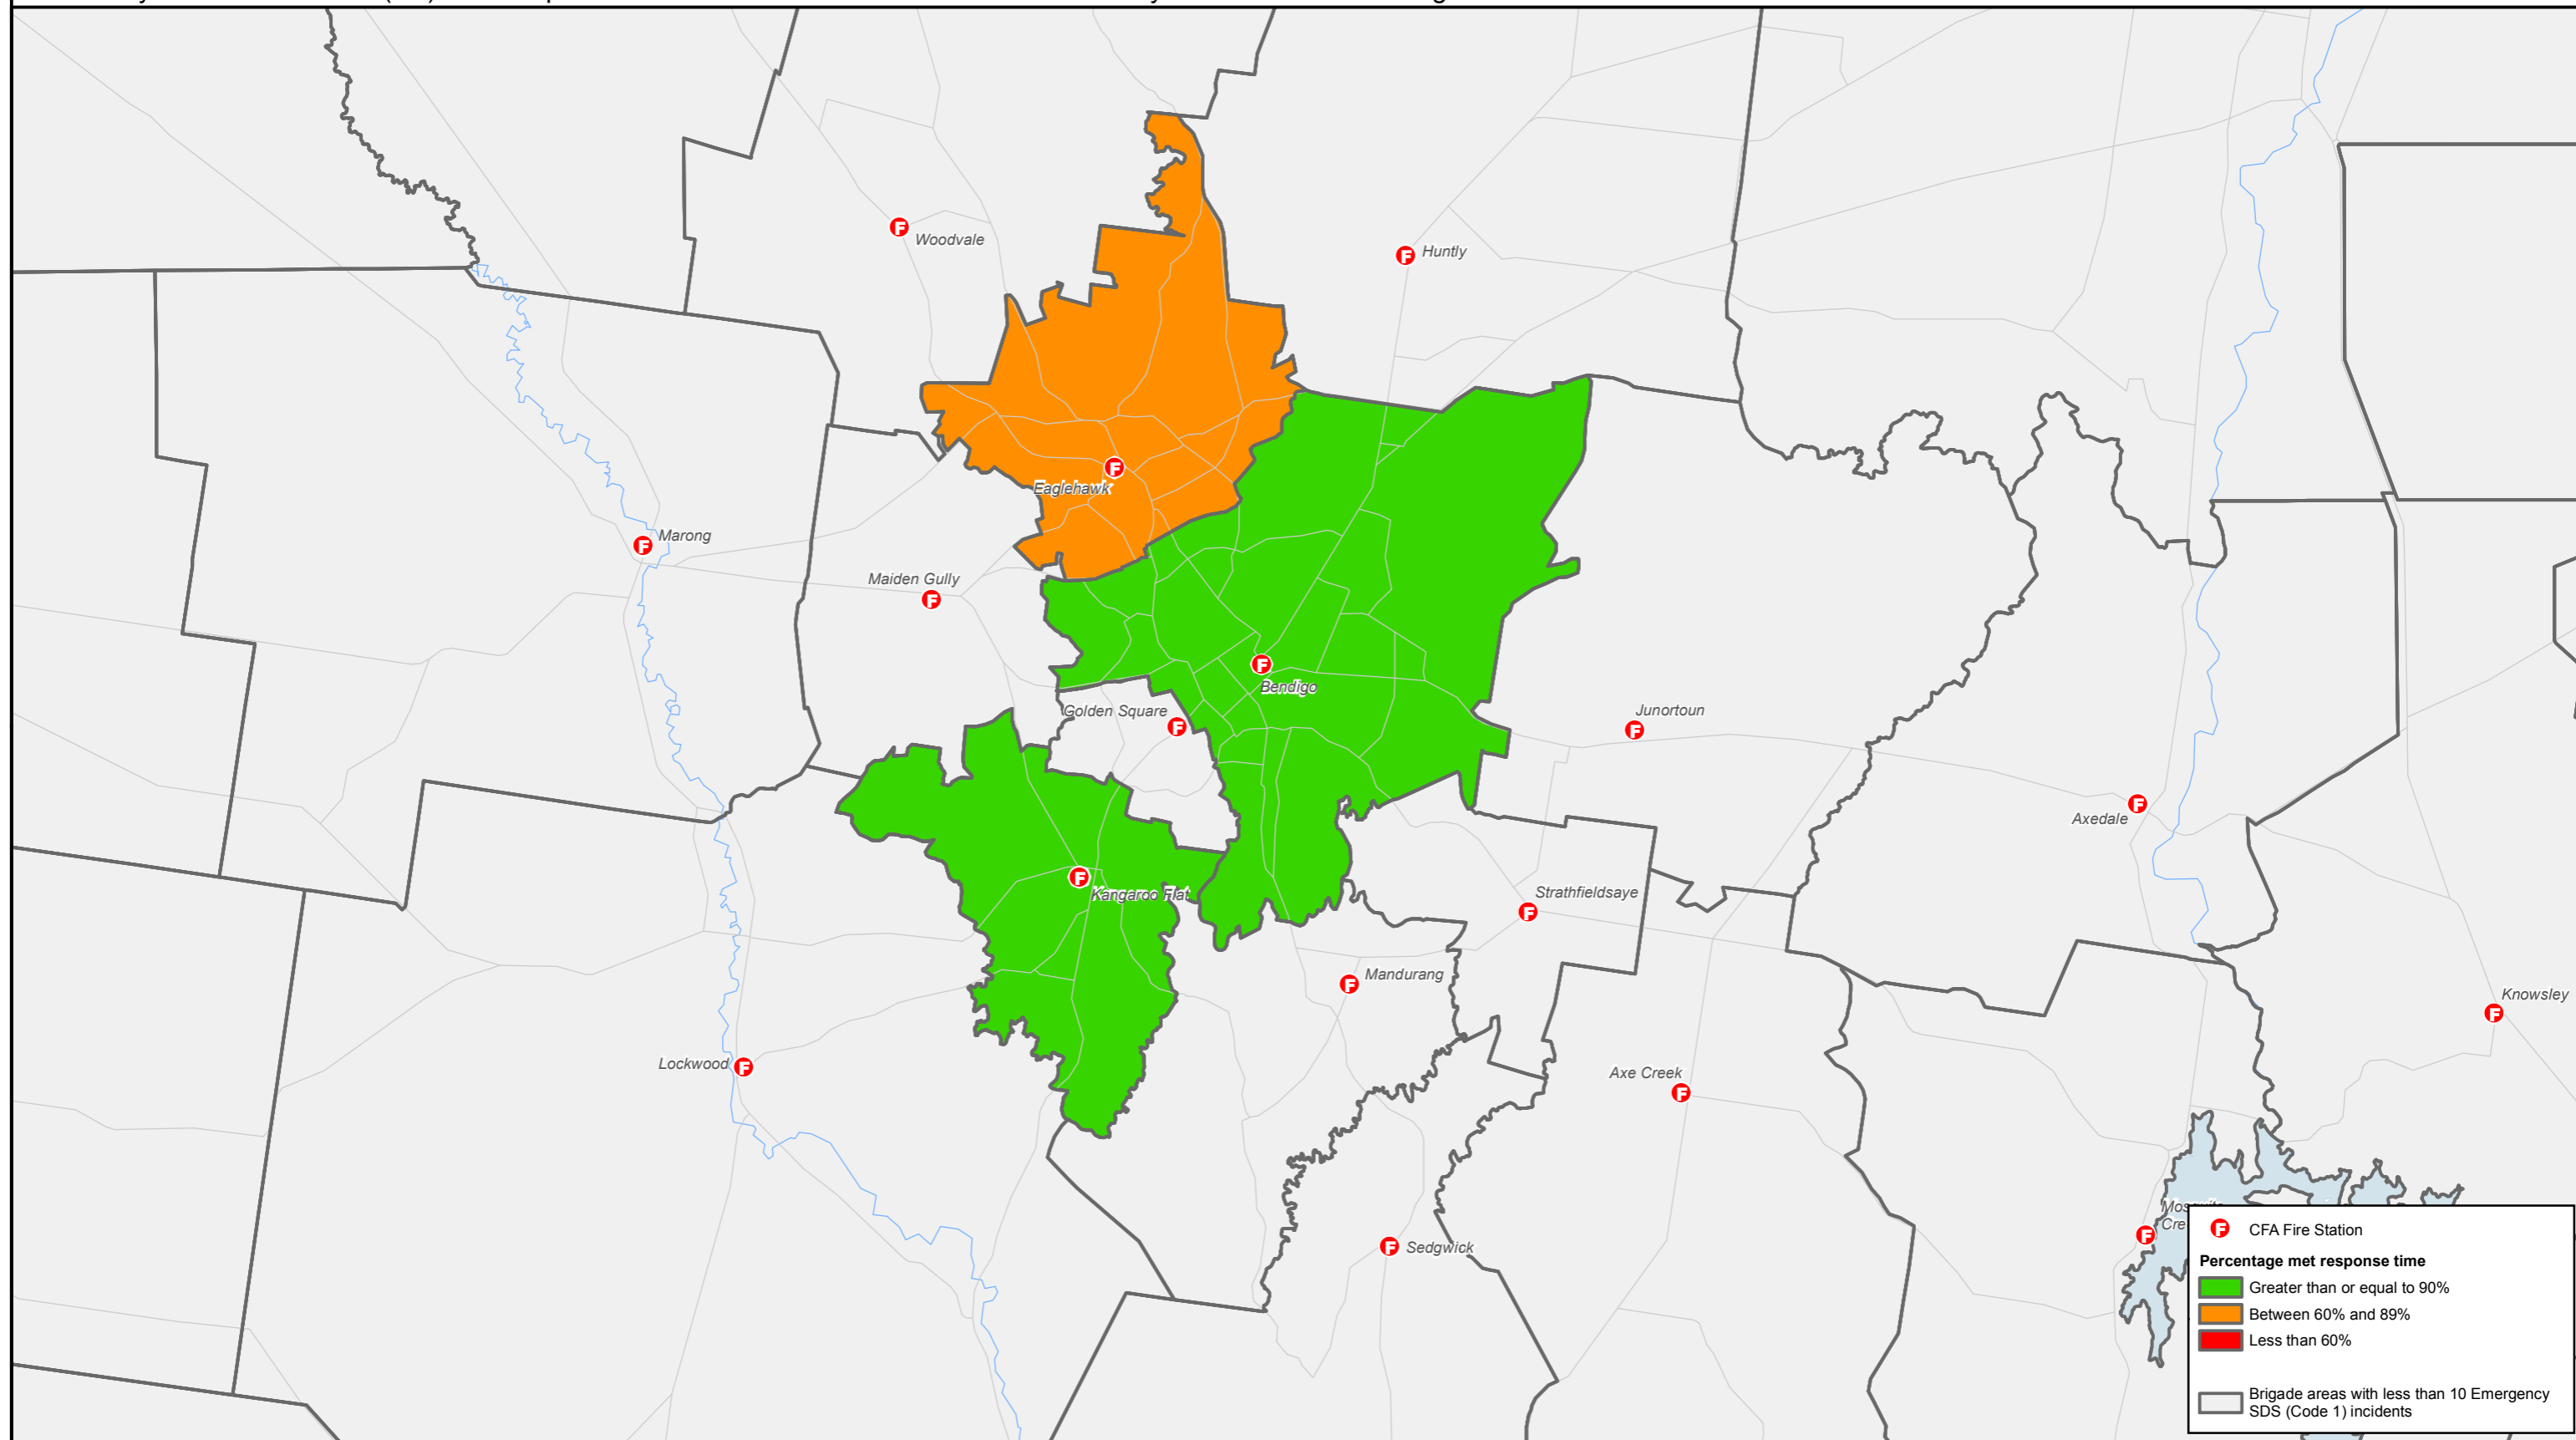 Woodvale
Huntly
Eaglehawk
Marong
Maiden Gully
Bendigo
Golden Square
Junortoun
Axedale
Kangaroo Flat
Strathfieldsaye
Mandurang
Knowsley
Lockwood
Axe Creek
Sedgwick
CFA Fire Station
Percentage met response time
Greater than or equal to 90%
Between 60% and 89%
Less than 60%
Brigade areas with less than 10 Emergency
SDS (Code 1) incidents